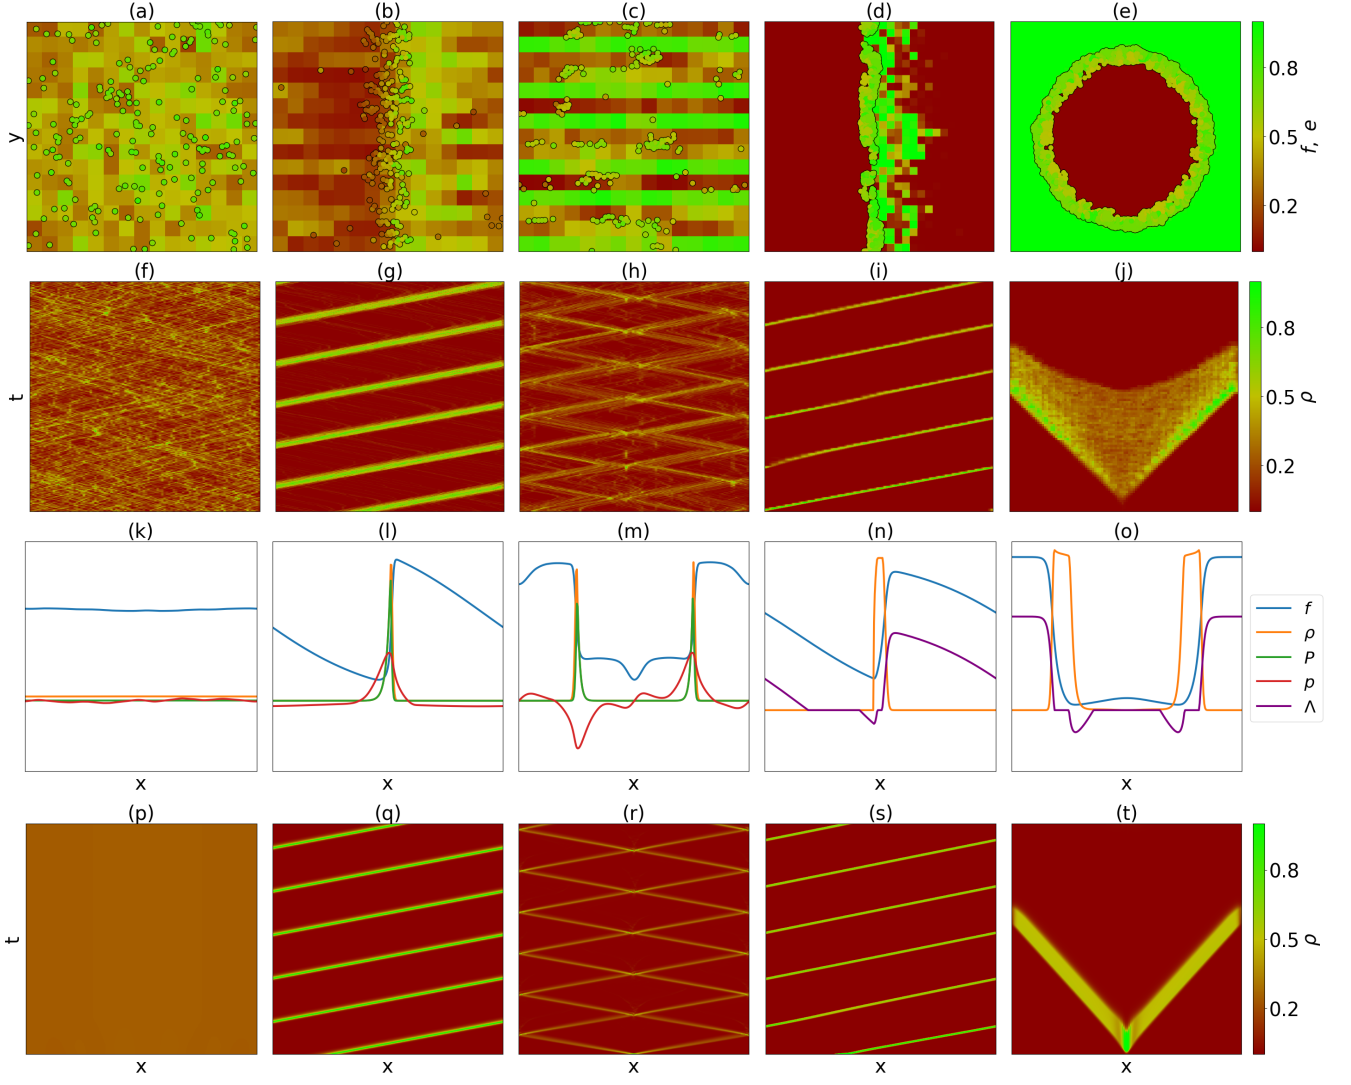 (a) (b) (c) (d) (e)
y
0.8
0.5
0.2
f, e
(f) (g) (h) (i) (j)
t
0.8
0.5
0.2
ρ
(k) (l) (m) (n) (o)
f
ρ
P
p
Λ
x x x x x
(p) (q) (r) (s) (t)
t
0.8
0.5
0.2
ρ
x x x x x